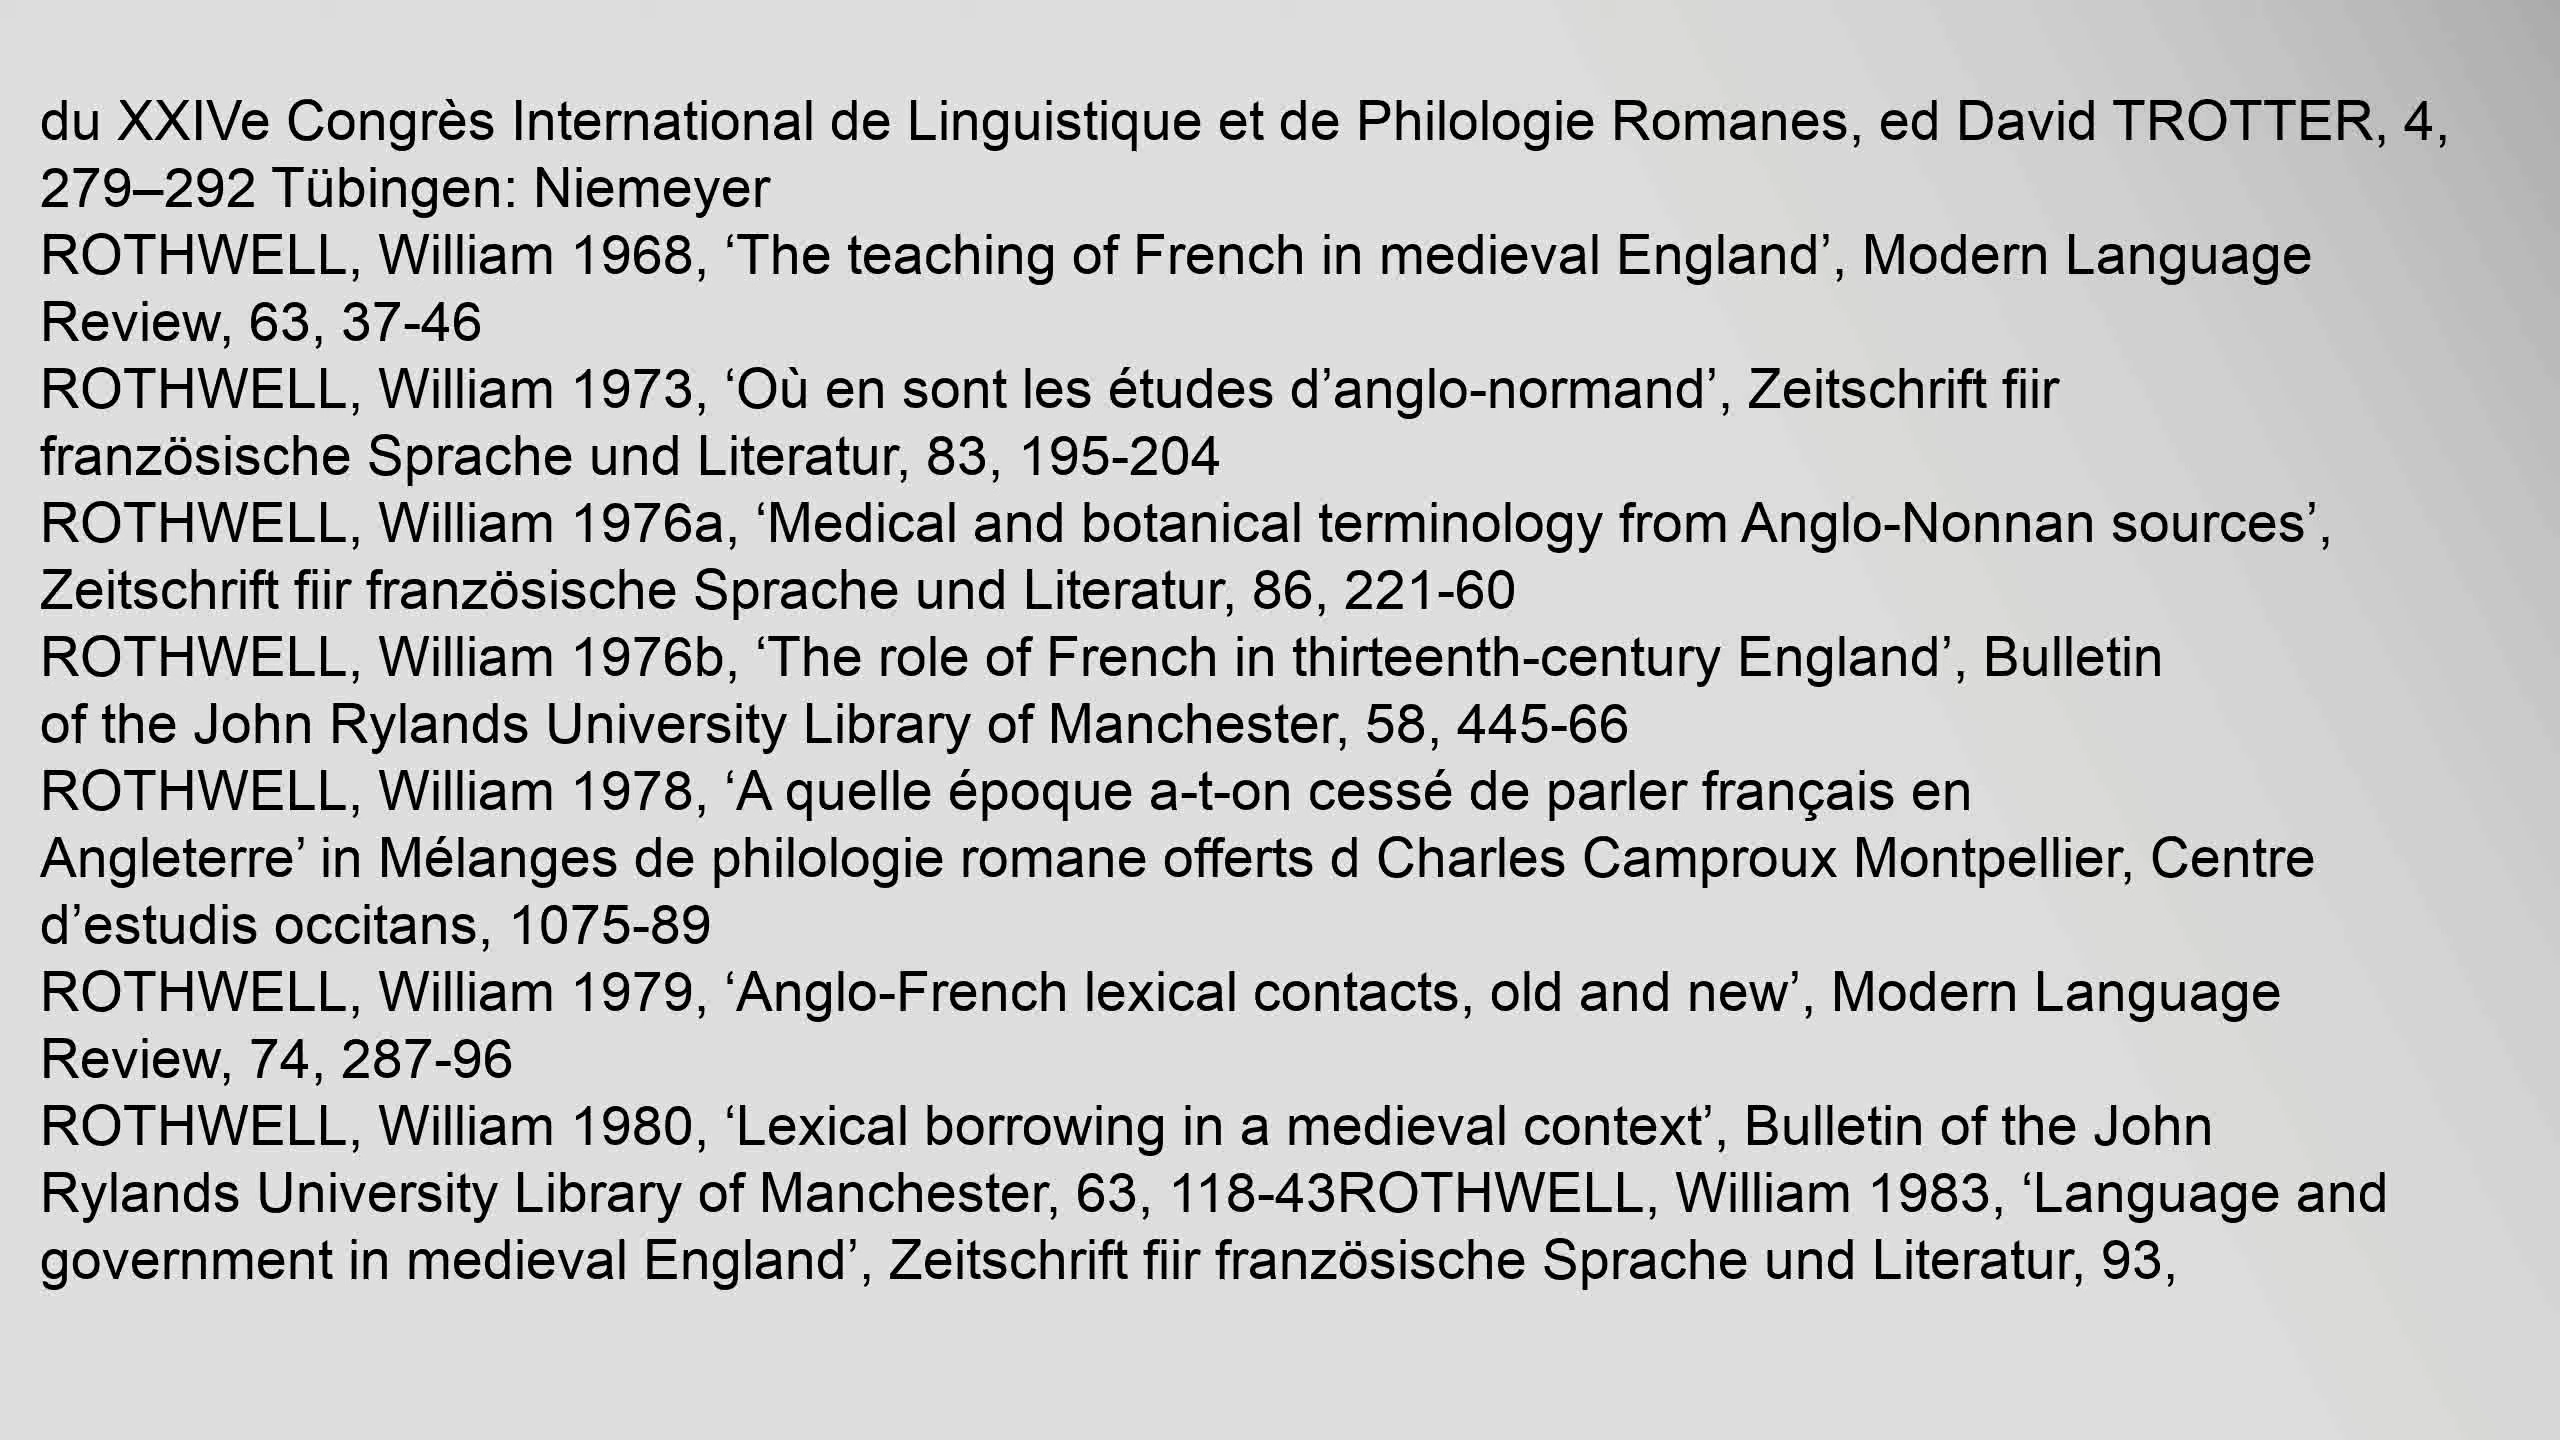 du XXIVe Congrès International de Linguistique et de Philologie Romanes, ed David TROTTER, 4,
279–292 Tübingen: Niemeyer
ROTHWELL, William 1968, ‘The teaching of French in medieval England’, Modern Language
Review, 63, 37-46
ROTHWELL, William 1973, ‘Où en sont les études d’anglo-normand’, Zeitschrift fiir
französische Sprache und Literatur, 83, 195-204
ROTHWELL, William 1976a, ‘Medical and botanical terminology from Anglo-Nonnan sources’,
Zeitschrift fiir französische Sprache und Literatur, 86, 221-60
ROTHWELL, William 1976b, ‘The role of French in thirteenth-century England’, Bulletin
of the John Rylands University Library of Manchester, 58, 445-66
ROTHWELL, William 1978, ‘A quelle époque a-t-on cessé de parler français en
Angleterre’ in Mélanges de philologie romane offerts d Charles Camproux Montpellier, Centre
d’estudis occitans, 1075-89
ROTHWELL, William 1979, ‘Anglo-French lexical contacts, old and new’, Modern Language
Review, 74, 287-96
ROTHWELL, William 1980, ‘Lexical borrowing in a medieval context’, Bulletin of the John
Rylands University Library of Manchester, 63, 118-43ROTHWELL, William 1983, ‘Language and
government in medieval England’, Zeitschrift fiir französische Sprache und Literatur, 93,